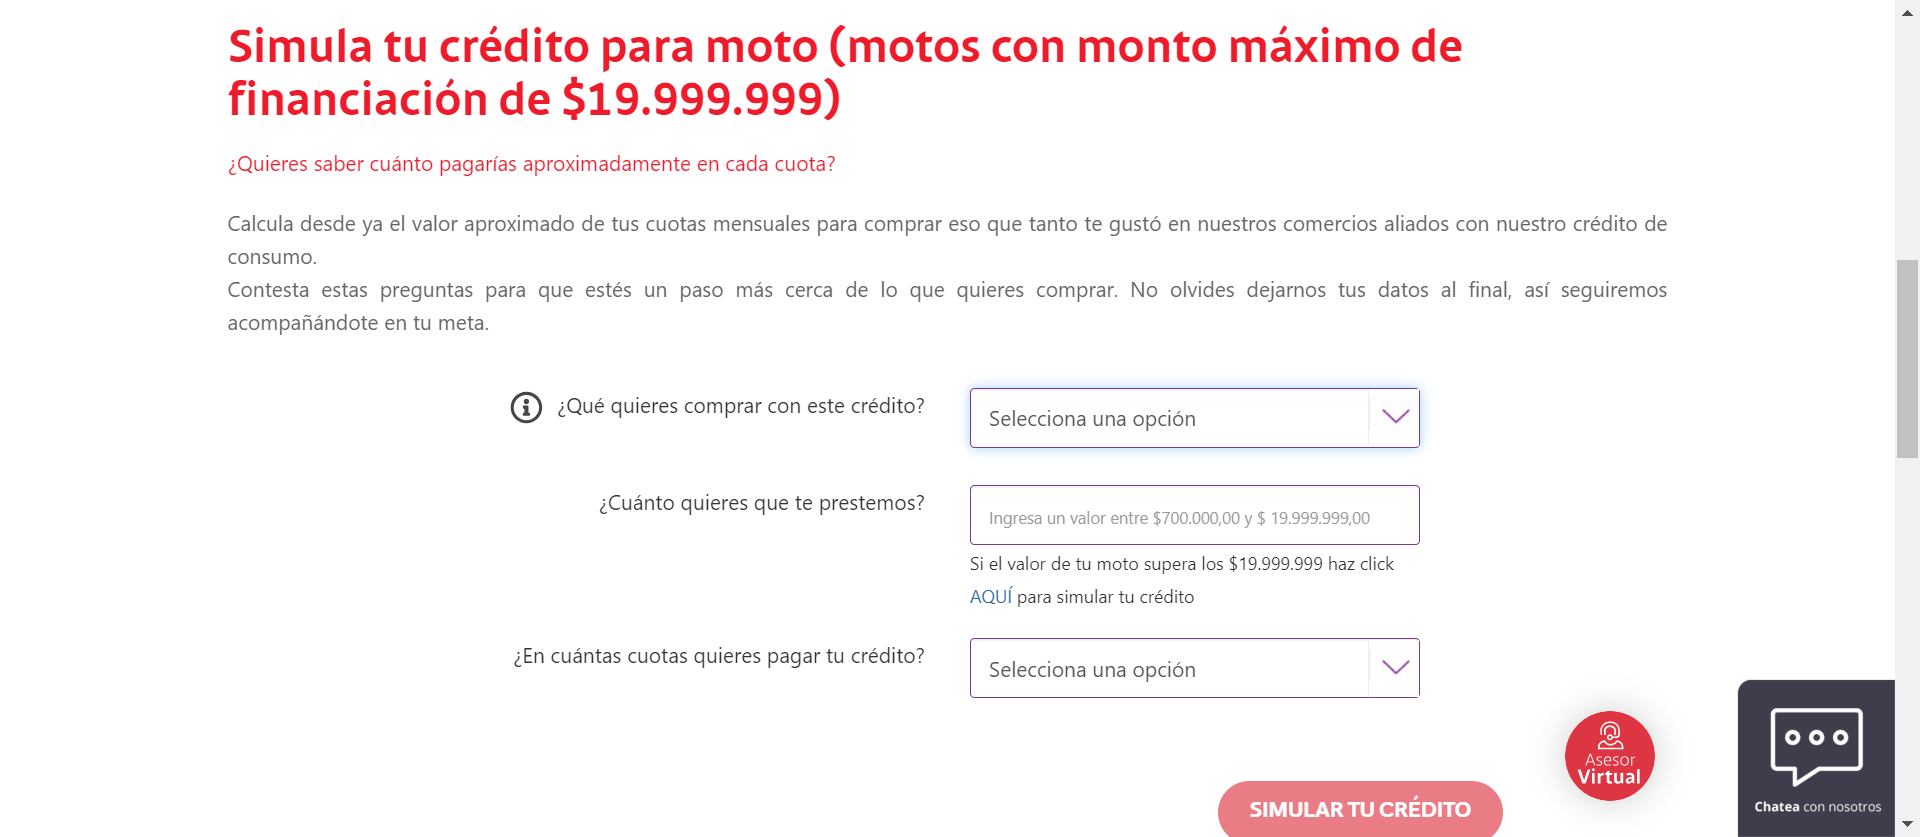 Simula tu crédito para moto (motos con monto máximo de
financiación de $19.999.999)
¿Quieres saber cuánto pagarías aproximadamente en cada cuota?
Calcula desde ya el valor aproximado de tus cuotas mensuales para comprar eso que tanto te gustó en nuestros comercios aliados con nuestro crédito de
consumo.
Contesta estas preguntas para que estés un paso más cerca de lo que quieres comprar. No olvides dejarnos tus datos al final, así seguiremos
acompañándote en tu meta.
¿Qué quieres comprar con este crédito?
Selecciona una opción
¿Cuánto quieres que te prestemos?
Ingresa un valor entre $700.000,00 y $ 19.999.999,00
Si el valor de tu moto supera los $19.999.999 haz click
AQUÍ para simular tu crédito
¿En cuántas cuotas quieres pagar tu crédito?
Selecciona una opción
Asesor
Virtual
SIMULAR TU CRÉDITO
Chatea con nosotros